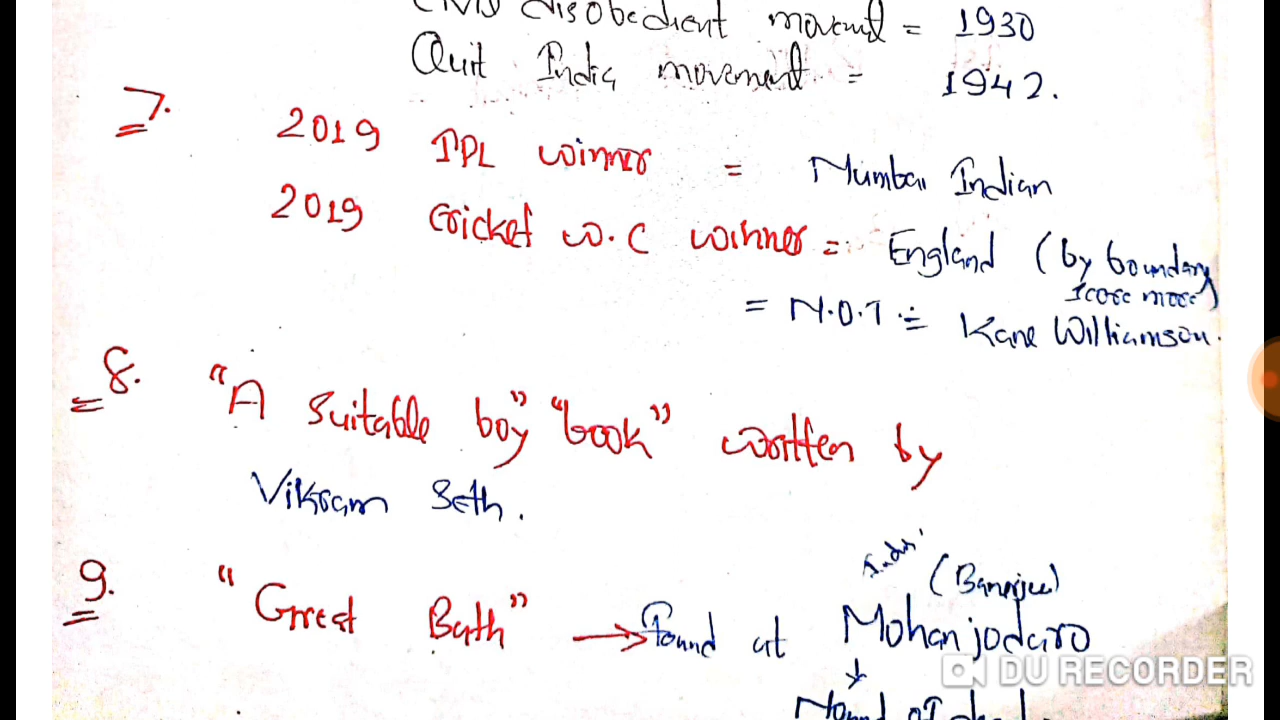 Civil disobedient movemt = 1930
Quit India movement = 1942.
7. 2019 IPL winner = Mumbai Indian
2019 Cricket W.C winner = England (by boundary
score more)
= M.O.T = Kane Williamson.
8. "A Suitable boy" "book" written by
Vikram Seth.
9. "Great Bath" → found at Mohanjodaro
Indus (Banerjee)
DU RECORDER